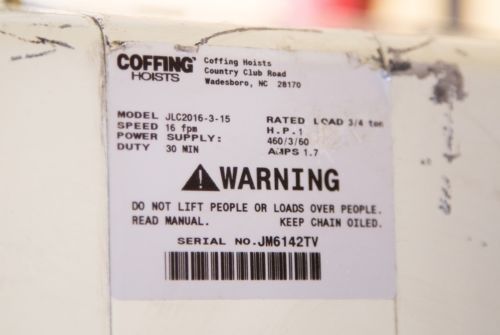 COFFING
HOISTS
Coffing Hoists
Country Club Road
Wadesboro, NC 28170
MODEL JLC2016-3-15
SPEED 16 fpm
POWER SUPPLY:
DUTY 30 MIN
RATED LOAD 3/4 ton
H.P.1
460/3/60
AMPS 1.7
WARNING
DO NOT LIFT PEOPLE OR LOADS OVER PEOPLE.
READ MANUAL. KEEP CHAIN OILED.
SERIAL NO.JM6142TV